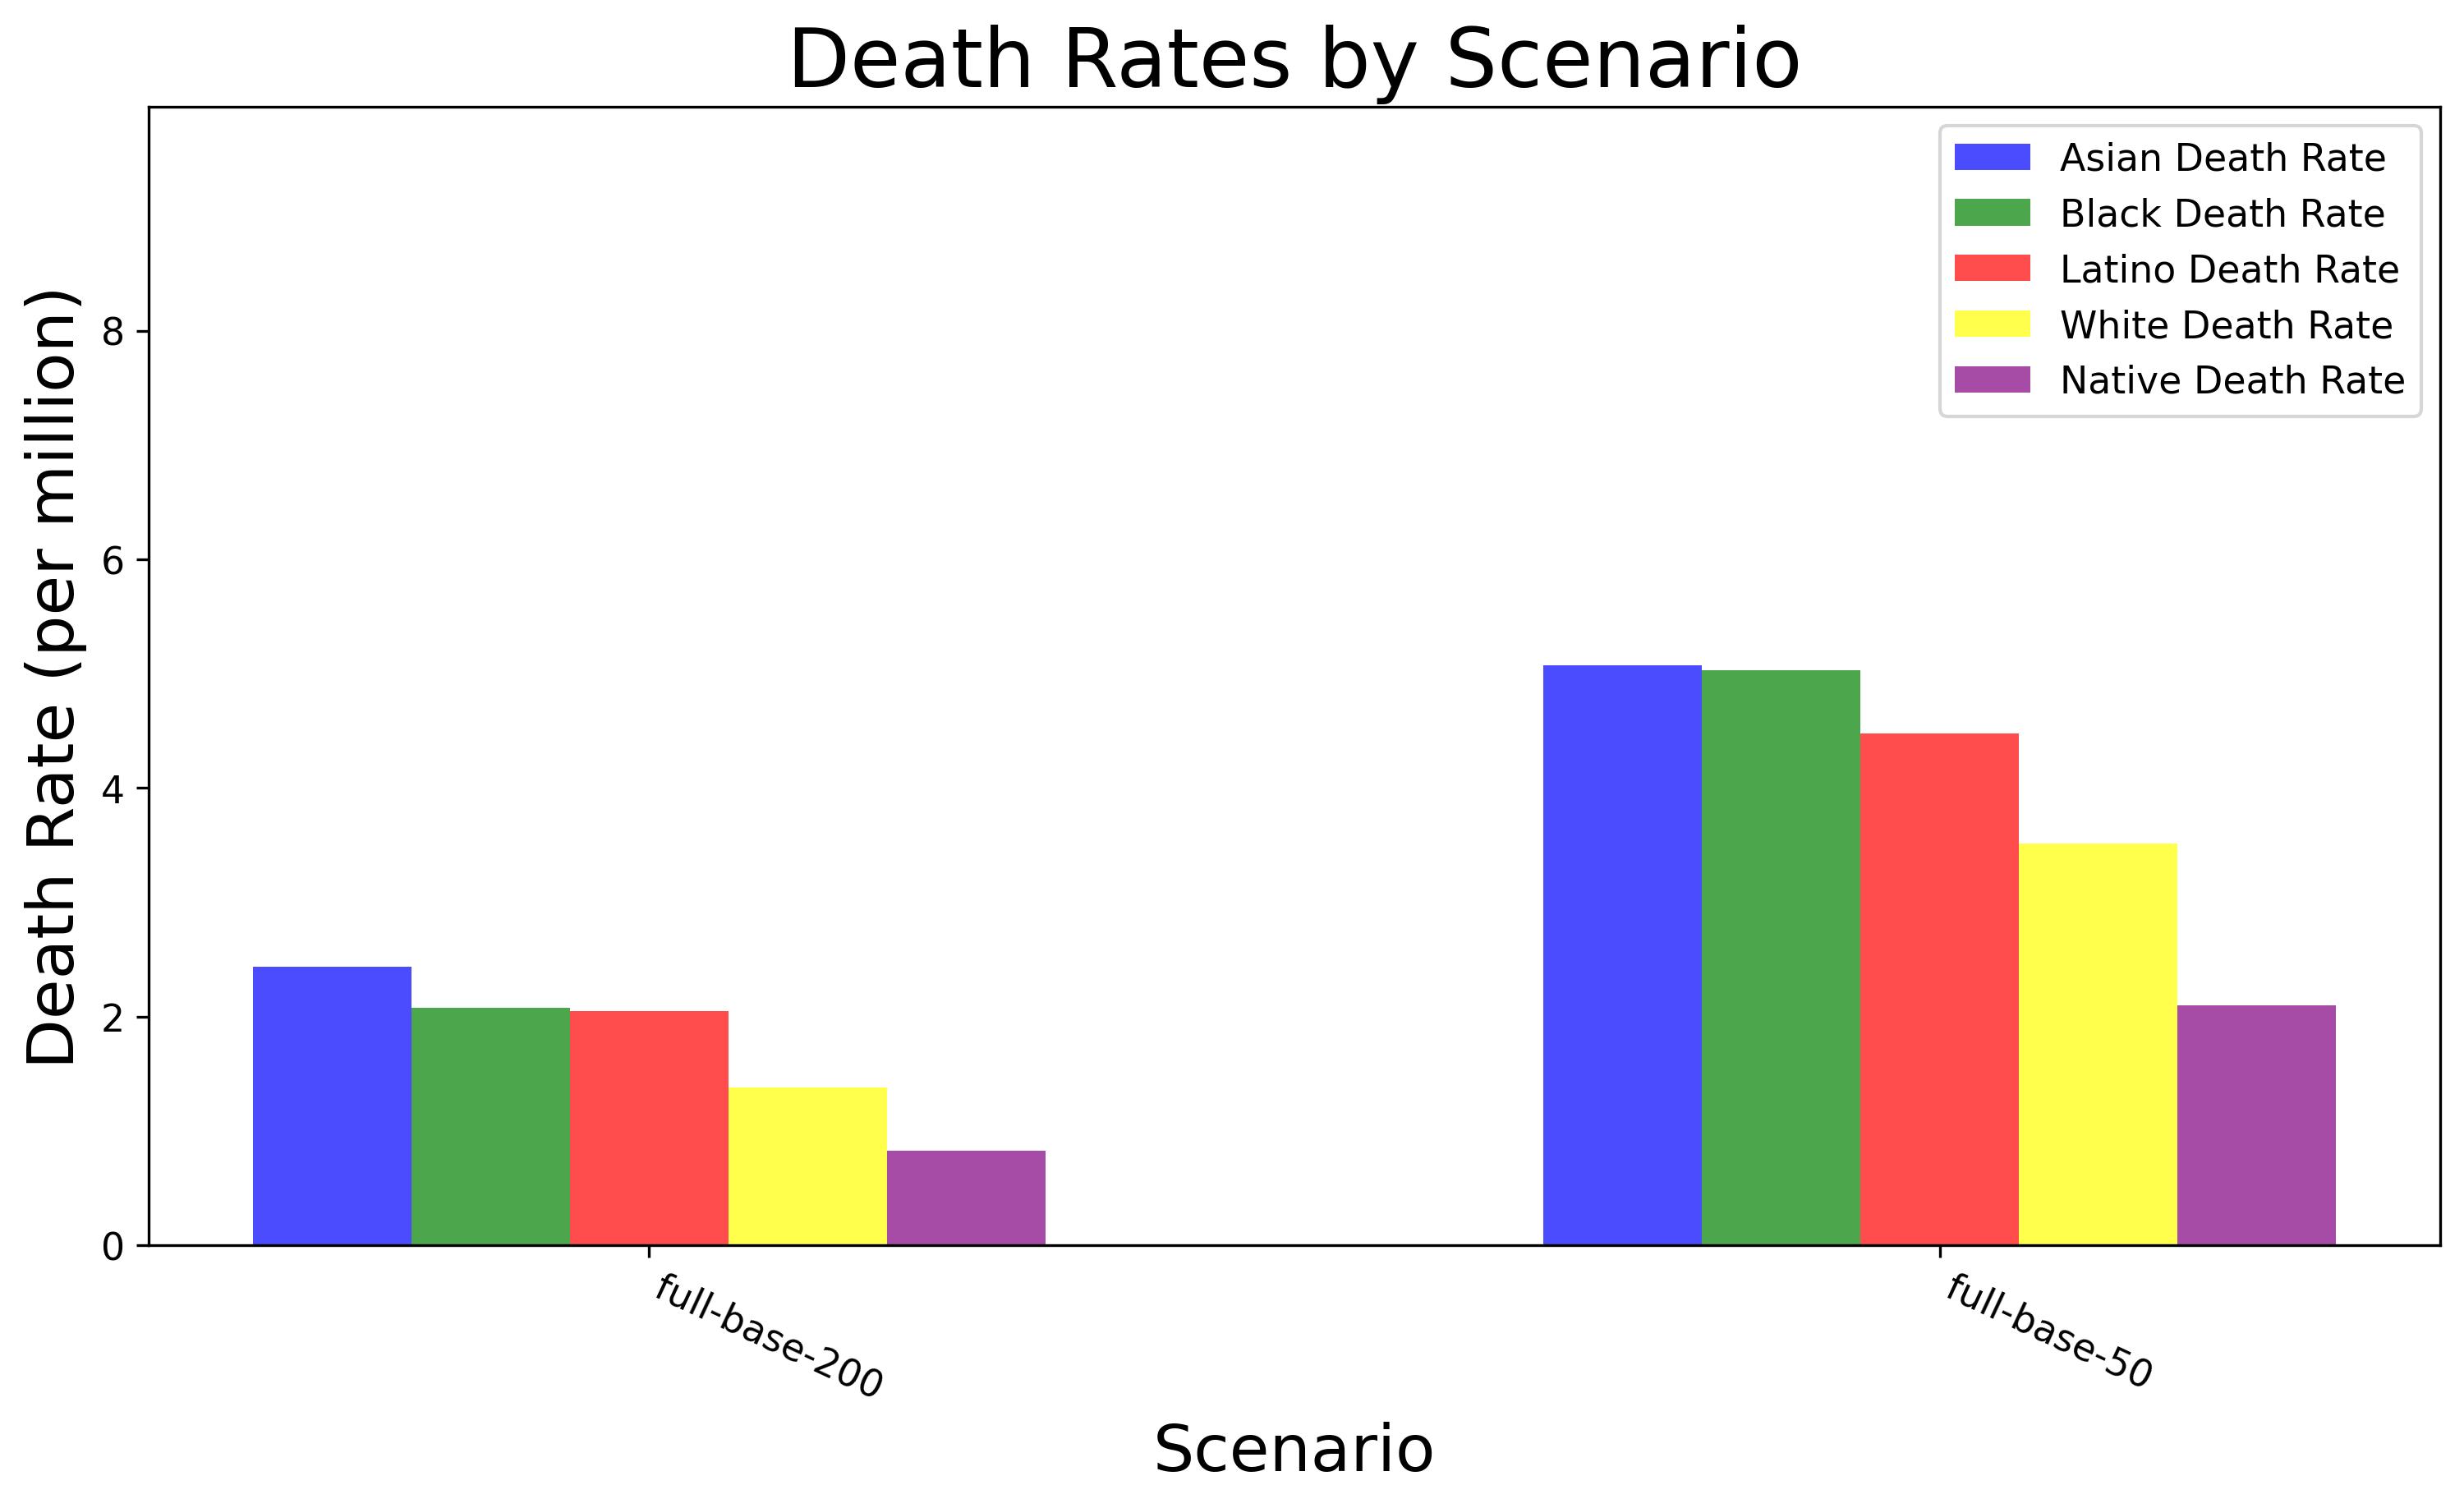 Death Rates by Scenario
Asian Death Rate
Black Death Rate
Latino Death Rate
White Death Rate
Native Death Rate
Death Rate (per million)
8
6
4
2
0
full-base-200
full-base-50
Scenario